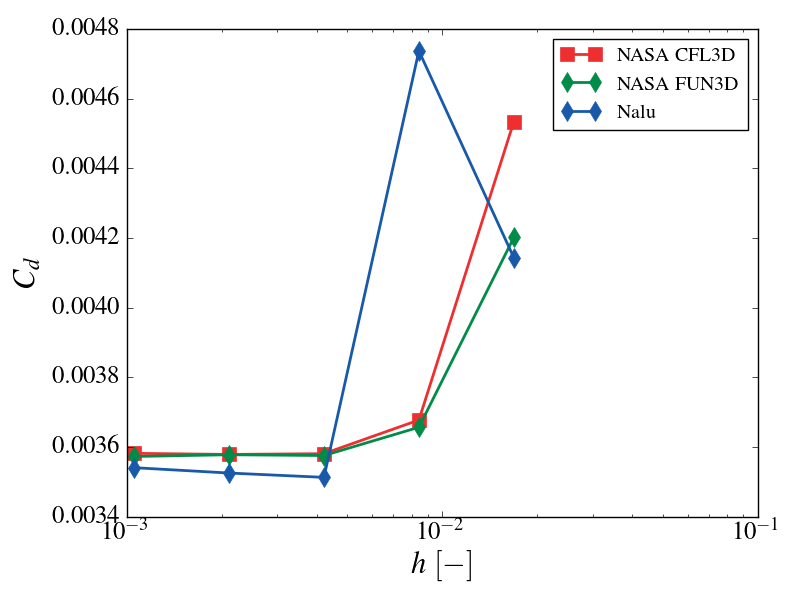 0.0048
0.0046
0.0044
0.0042
0.0040
0.0038
0.0036
0.0034
C_d
NASA CFL3D
NASA FUN3D
Nalu
10^{-3}
10^{-2}
10^{-1}
h [−]